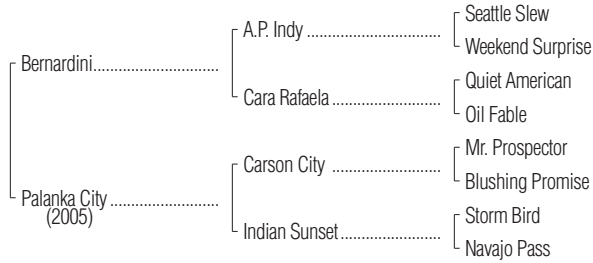 Seattle Slew
A.P. Indy ..............................
Weekend Surprise
Bernardini............................
Quiet American
Cara Rafaela ........................
Oil Fable
Mr. Prospector
Carson City ........................
Blushing Promise
Palanka City ........................
(2005)
Storm Bird
Indian Sunset......................
Navajo Pass